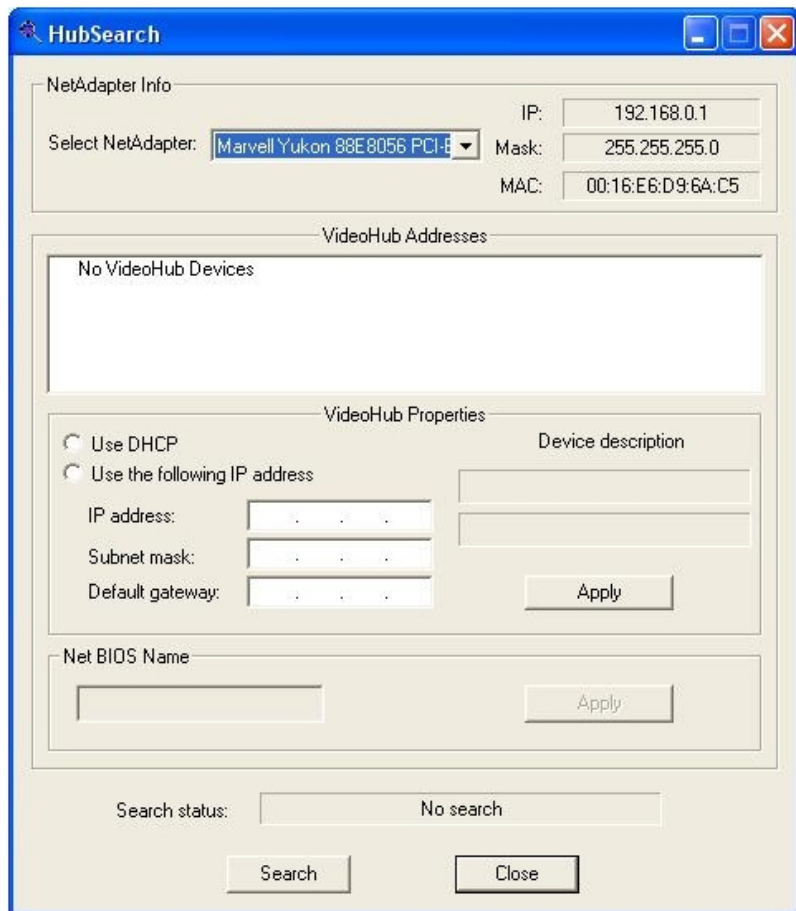 HubSearch
NetAdapter Info
IP: 192.168.0.1
Select NetAdapter: Marvell Yukon 88E8056 PCI-E Mask: 255.255.255.0
MAC: 00:16:E6:D9:6A:C5
VideoHub Addresses
No VideoHub Devices
VideoHub Properties
Use DHCP
Device description
Use the following IP address
IP address: . . .
Subnet mask: . . .
Default gateway: . . . Apply
Net BIOS Name
Apply
Search status: No search
Search Close